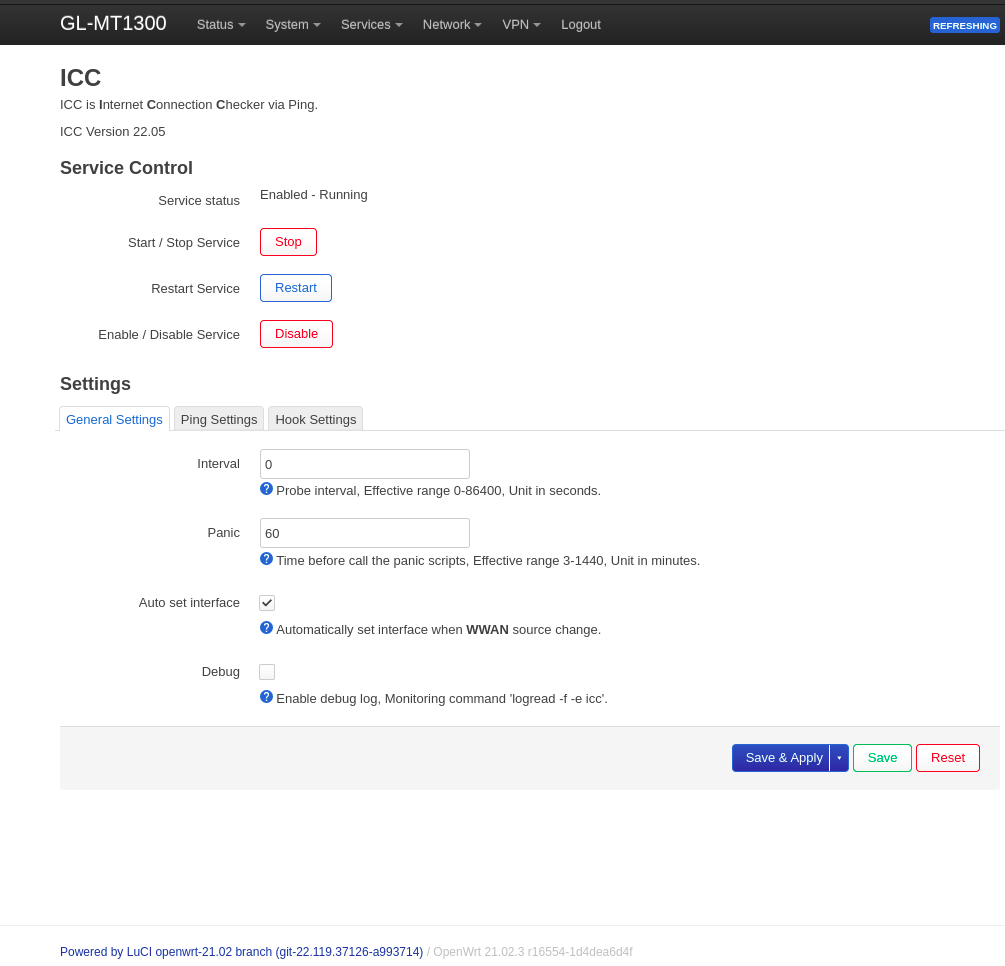 GL-MT1300 Status System Services Network VPN Logout REFRESHING
ICC
ICC is Internet Connection Checker via Ping.
ICC Version 22.05
Service Control
Service status Enabled - Running
Start / Stop Service Stop
Restart Service Restart
Enable / Disable Service Disable
Settings
General Settings Ping Settings Hook Settings
Interval 0
? Probe interval, Effective range 0-86400, Unit in seconds.
Panic 60
? Time before call the panic scripts, Effective range 3-1440, Unit in minutes.
Auto set interface
? Automatically set interface when WWAN source change.
Debug
? Enable debug log, Monitoring command 'logread -f -e icc'.
Save & Apply Save Reset
Powered by LuCI openwrt-21.02 branch (git-22.119.37126-a993714) / OpenWrt 21.02.3 r16554-1d4dea6d4f